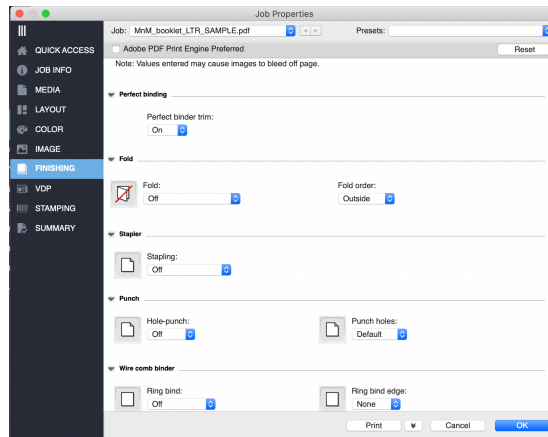 Job Properties
Job: MnM_booklet_LTR_SAMPLE.pdf Presets:
QUICK ACCESS
JOB INFO
MEDIA
LAYOUT
COLOR
IMAGE
FINISHING
VDP
STAMPING
SUMMARY
Adobe PDF Print Engine Preferred Reset
Note: Values entered may cause images to bleed off page.
Perfect binding
Perfect binder trim:
On
Fold
Fold: Fold order:
Off Outside
Stapler
Stapling:
Off
Punch
Hole-punch: Punch holes:
Off Default
Wire comb binder
Ring bind: Ring bind edge:
Off None
Print Cancel OK